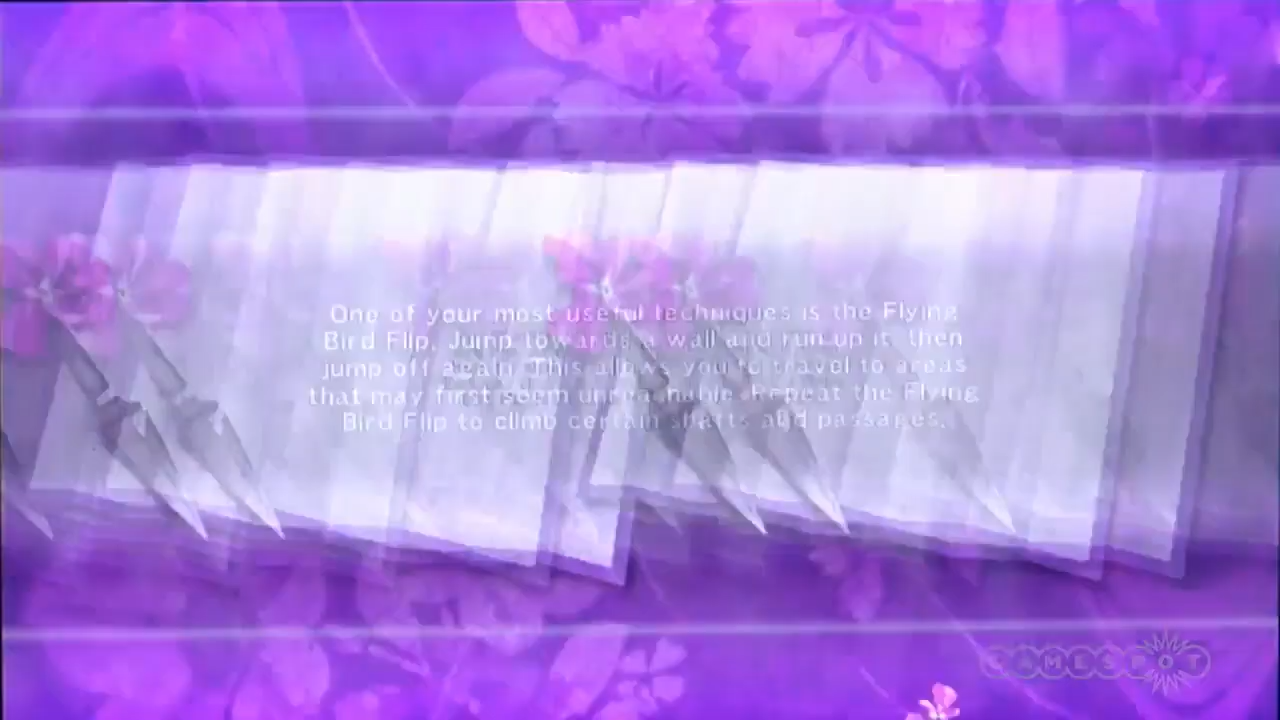 One of your most useful techniques is the Flying
Bird Flip. Jump towards a wall and run up it, then
jump off again. This allows you to travel to areas
that may first seem unreachable. Repeat the Flying
Bird Flip to climb certain shafts and passages.
GAMESPOT